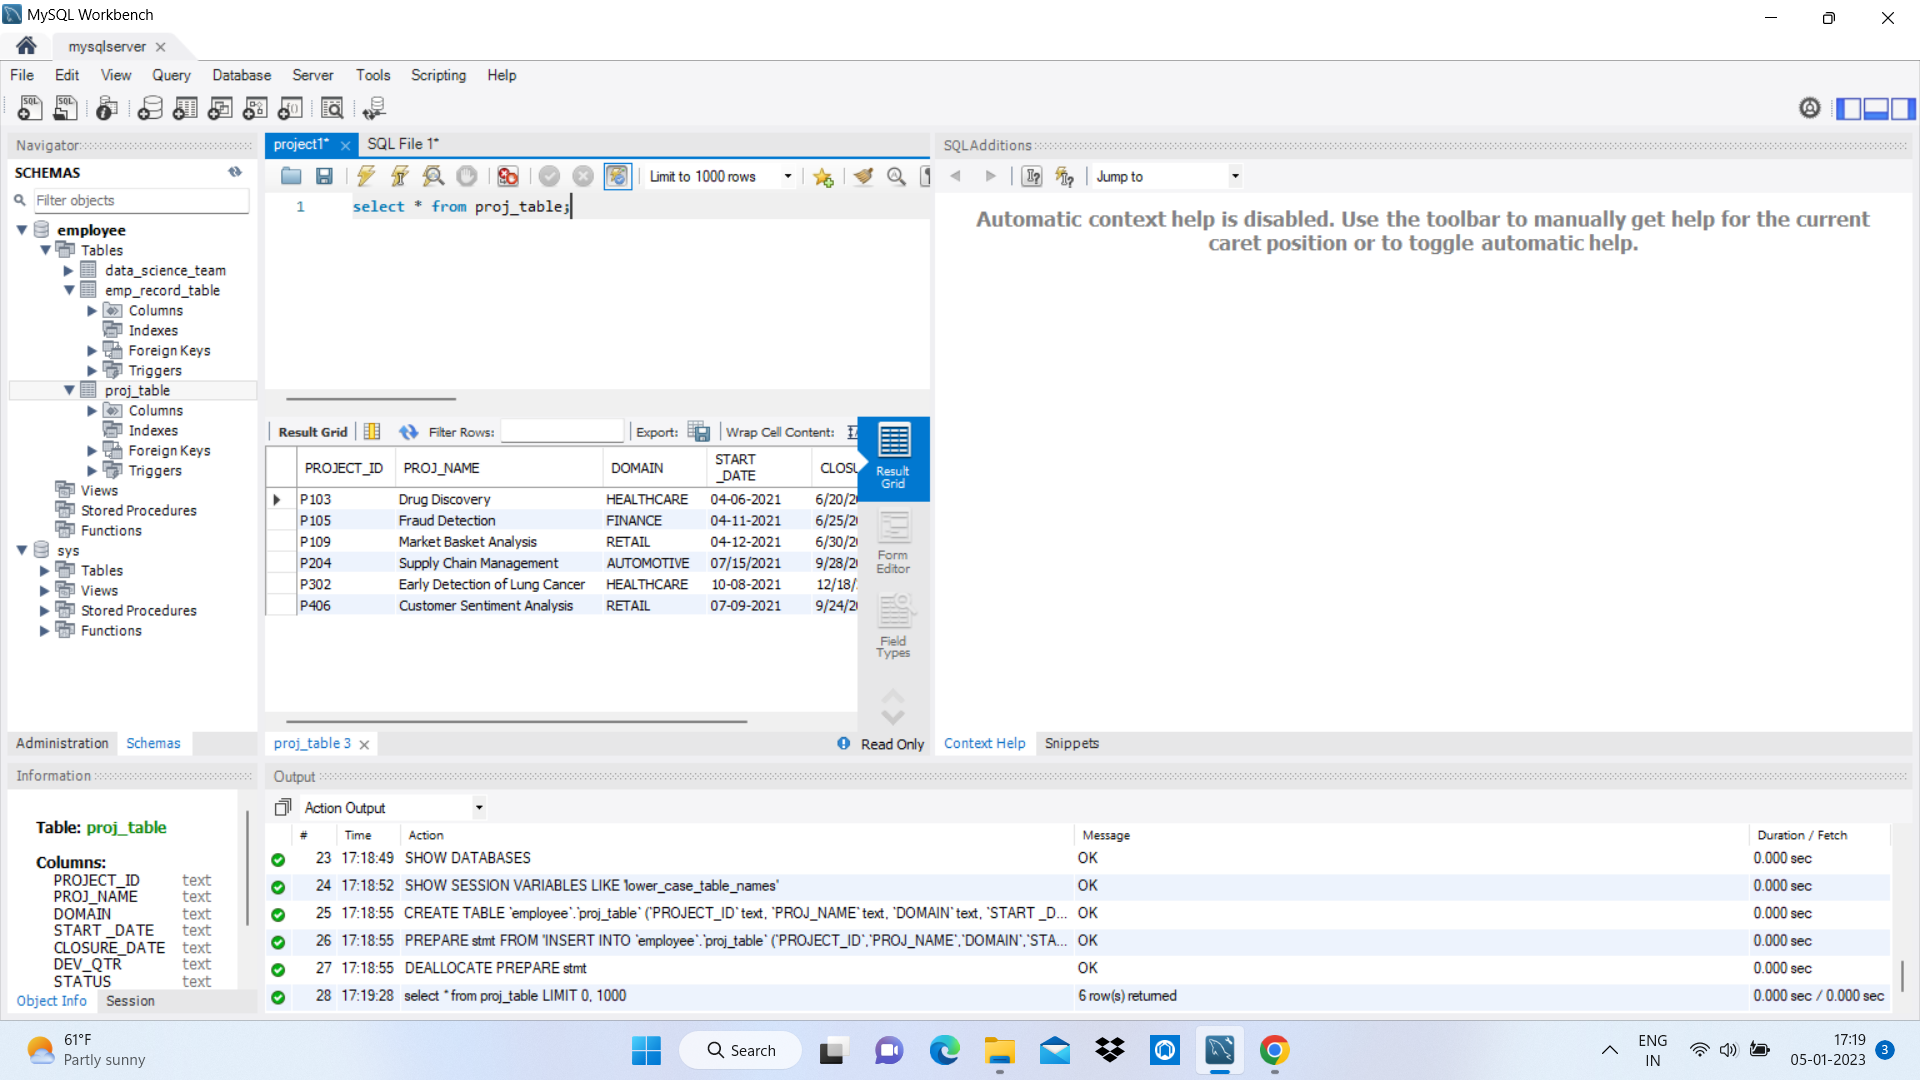 MySQL Workbench
mysqlserver
File Edit View Query Database Server Tools Scripting Help
Navigator
SCHEMAS
Filter objects
employee
Tables
data_science_team
emp_record_table
Columns
Indexes
Foreign Keys
Triggers
proj_table
Columns
Indexes
Foreign Keys
Triggers
Views
Stored Procedures
Functions
sys
Tables
Views
Stored Procedures
Functions
Administration Schemas
Information
Table: proj_table
Columns:
PROJECT_ID text
PROJ_NAME text
DOMAIN text
START _DATE text
CLOSURE_DATE text
DEV_QTR text
STATUS text
Object Info Session
project1* SQL File 1*
Limit to 1000 rows
1 select * from proj_table;
Result Grid Filter Rows: Export: Wrap Cell Content:
PROJECT_ID PROJ_NAME DOMAIN START _DATE CLOSU
P103 Drug Discovery HEALTHCARE 04-06-2021 6/20/2
P105 Fraud Detection FINANCE 04-11-2021 6/25/2
P109 Market Basket Analysis RETAIL 04-12-2021 6/30/2
P204 Supply Chain Management AUTOMOTIVE 07/15/2021 9/28/2
P302 Early Detection of Lung Cancer HEALTHCARE 10-08-2021 12/18/
P406 Customer Sentiment Analysis RETAIL 07-09-2021 9/24/2
Result
Grid
Form
Editor
Field
Types
proj_table 3 Read Only
SQLAdditions
Jump to
Automatic context help is disabled. Use the toolbar to manually get help for the current
caret position or to toggle automatic help.
Context Help Snippets
Output
Action Output
# Time Action Message Duration / Fetch
23 17:18:49 SHOW DATABASES OK 0.000 sec
24 17:18:52 SHOW SESSION VARIABLES LIKE 'lower_case_table_names' OK 0.000 sec
25 17:18:55 CREATE TABLE `employee`.`proj_table` (`PROJECT_ID` text, `PROJ_NAME` text, `DOMAIN` text, `START _D... OK 0.000 sec
26 17:18:55 PREPARE stmt FROM 'INSERT INTO `employee`.`proj_table` (`PROJECT_ID`,`PROJ_NAME`,`DOMAIN`,`STA... OK 0.000 sec
27 17:18:55 DEALLOCATE PREPARE stmt OK 0.000 sec
28 17:19:28 select * from proj_table LIMIT 0, 1000 6 row(s) returned 0.000 sec / 0.000 sec
61°F
Partly sunny
Search
ENG
IN
17:19
05-01-2023
3